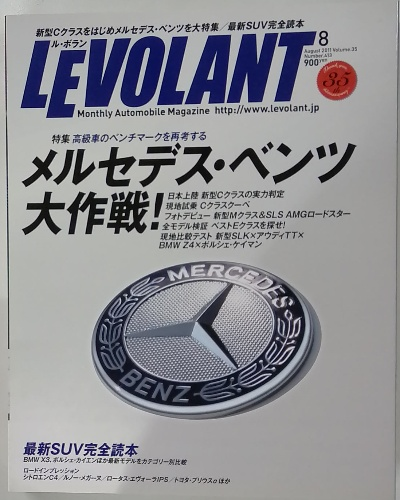 新型Cクラスをはじめメルセデス・ベンツを大特集/最新SUV完全読本
ル・ボラン
LEVOLANT
8
August 2011 Volume.35
Number.413
900YEN
Thank you
35
Anniversary
Monthly Automobile Magazine http://www.levolant.jp
特集 高級車のベンチマークを再考する
メルセデス・ベンツ
大作戦!
日本上陸 新型Cクラスの実力判定
現地試乗 Cクラスクーペ
フォトデビュー 新型Mクラス&SLS AMGロードスター
全モデル検証 ベストEクラスを探せ!
現地比較テスト 新型SLK×アウディTT×
BMW Z4×ポルシェ・ケイマン
MERCEDES
BENZ
最新SUV完全読本
BMW X3、ポルシェ・カイエンほか最新モデルをカテゴリー別比較
ロードインプレッション
シトロエンC4/ルノー・メガーヌ/ロータス・エヴォーラIPS/トヨタ・プリウスαほか